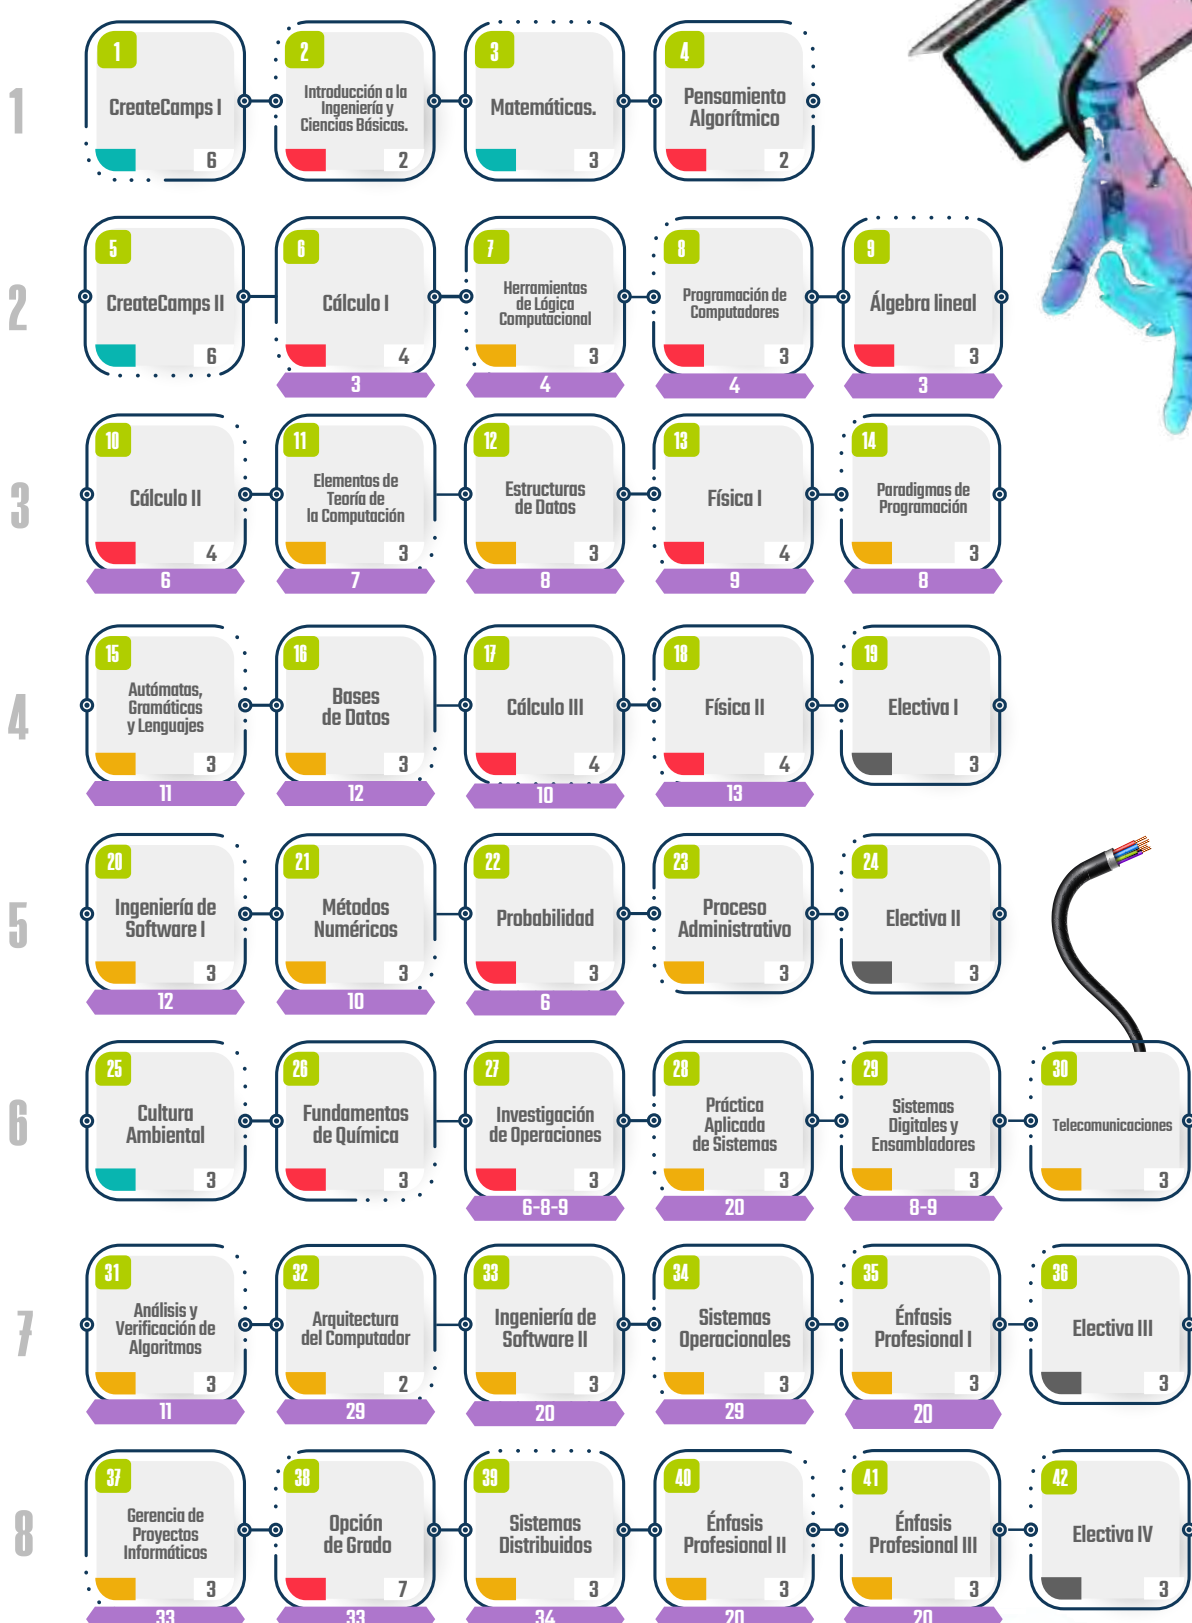 1
1
CreateCamps I
6
2
Introducción a la
Ingeniería y
Ciencias Básicas.
2
3
Matemáticas.
3
4
Pensamiento
Algorítmico
2
2
5
CreateCamps II
6
6
Cálculo I
4
3
7
Herramientas
de Lógica
Computacional
3
4
8
Programación de
Computadores
3
4
9
Álgebra lineal
3
3
3
10
Cálculo II
4
6
11
Elementos de
Teoría de
la Computación
3
7
12
Estructuras
de Datos
3
8
13
Física I
4
9
14
Paradigmas de
Programación
3
8
4
15
Autómatas,
Gramáticas
y Lenguajes
3
11
16
Bases
de Datos
3
12
17
Cálculo III
4
10
18
Física II
4
13
19
Electiva I
3
5
20
Ingeniería de
Software I
3
12
21
Métodos
Numéricos
3
10
22
Probabilidad
3
6
23
Proceso
Administrativo
3
24
Electiva II
3
6
25
Cultura
Ambiental
3
26
Fundamentos
de Química
3
27
Investigación
de Operaciones
3
6-8-9
28
Práctica
Aplicada
de Sistemas
3
20
29
Sistemas
Digitales y
Ensambladores
3
8-9
30
Telecomunicaciones
3
7
31
Análisis y
Verificación de
Algoritmos
3
11
32
Arquitectura
del Computador
2
29
33
Ingeniería de
Software II
3
20
34
Sistemas
Operacionales
3
29
35
Énfasis
Profesional I
3
20
36
Electiva III
3
8
37
Gerencia de
Proyectos
Informáticos
3
33
38
Opción
de Grado
7
33
39
Sistemas
Distribuidos
3
34
40
Énfasis
Profesional II
3
20
41
Énfasis
Profesional III
3
20
42
Electiva IV
3